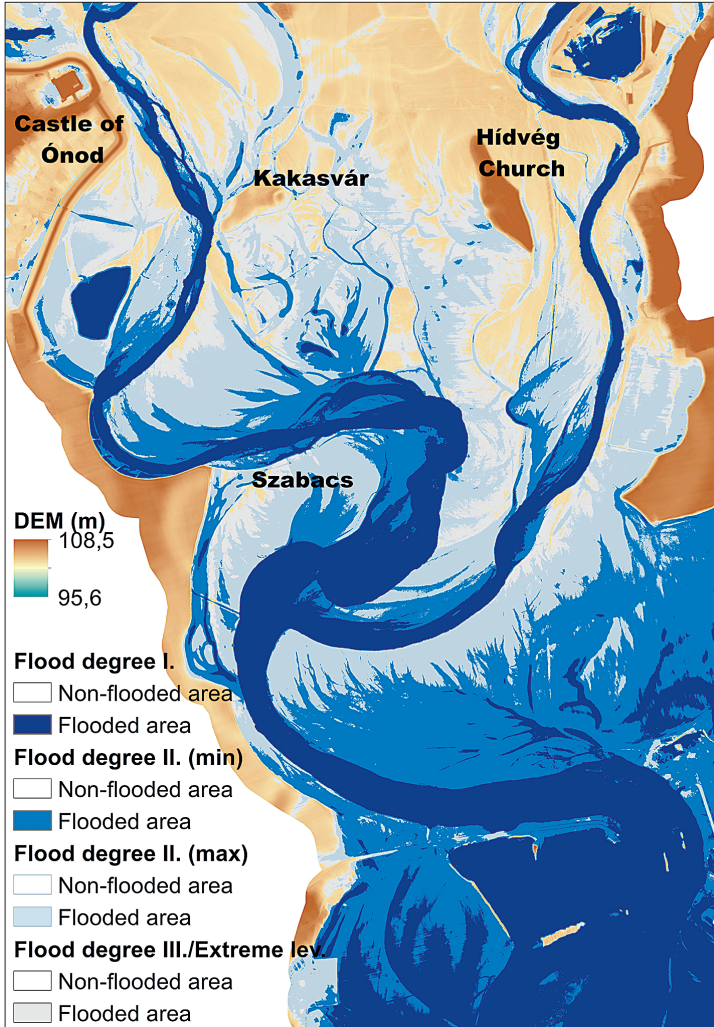 Castle of
Ónod
Kakasvár
Hídvég
Church
Szabacs
DEM (m)
108,5
95,6
Flood degree I.
Non-flooded area
Flooded area
Flood degree II. (min)
Non-flooded area
Flooded area
Flood degree II. (max)
Non-flooded area
Flooded area
Flood degree III./Extreme lev.
Non-flooded area
Flooded area